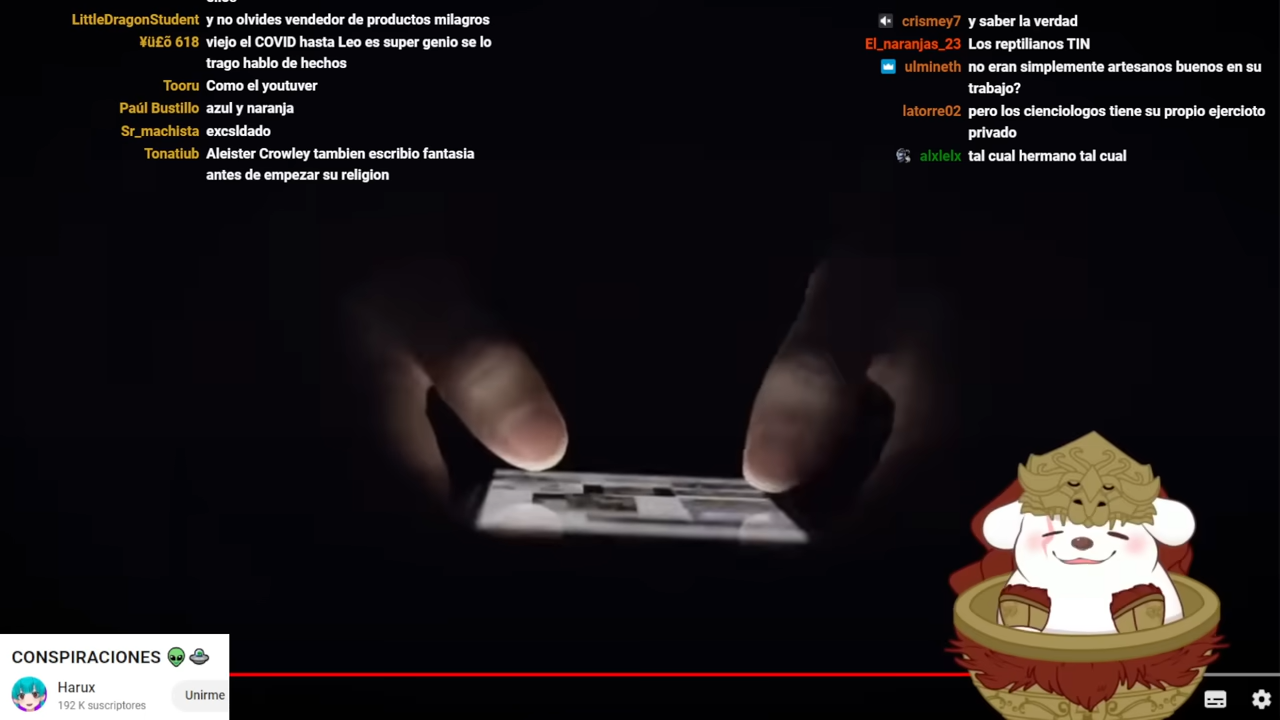 LittleDragonStudent y no olvides vendedor de productos milagros
¥ü£õ 618 viejo el COVID hasta Leo es super genio se lo
trago hablo de hechos
Tooru Como el youtuver
Paúl Bustillo azul y naranja
Sr_machista excsldado
Tonatiub Aleister Crowley tambien escribio fantasia
antes de empezar su religion
crismey7 y saber la verdad
El_naranjas_23 Los reptilianos TIN
ulmineth no eran simplemente artesanos buenos en su
trabajo?
latorre02 pero los cienciologos tiene su propio ejercioto
privado
alxlelx tal cual hermano tal cual
CONSPIRACIONES 👽🛸
Harux
192 K suscriptores
Unirme